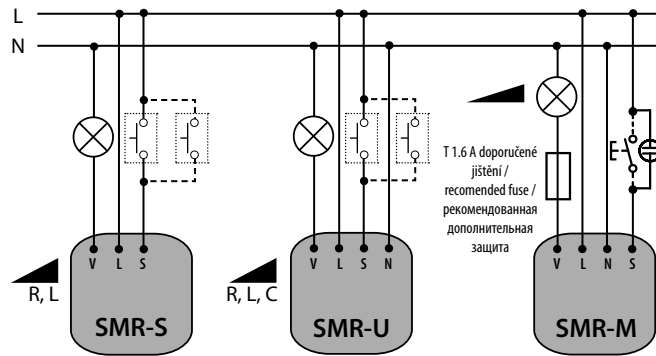 L
N
T 1.6 A doporučené
jištění /
recomended fuse /
рекомендованная
дополнительная
защита
V L S
V L S N
V L N S
R, L
R, L, C
SMR-S
SMR-U
SMR-M